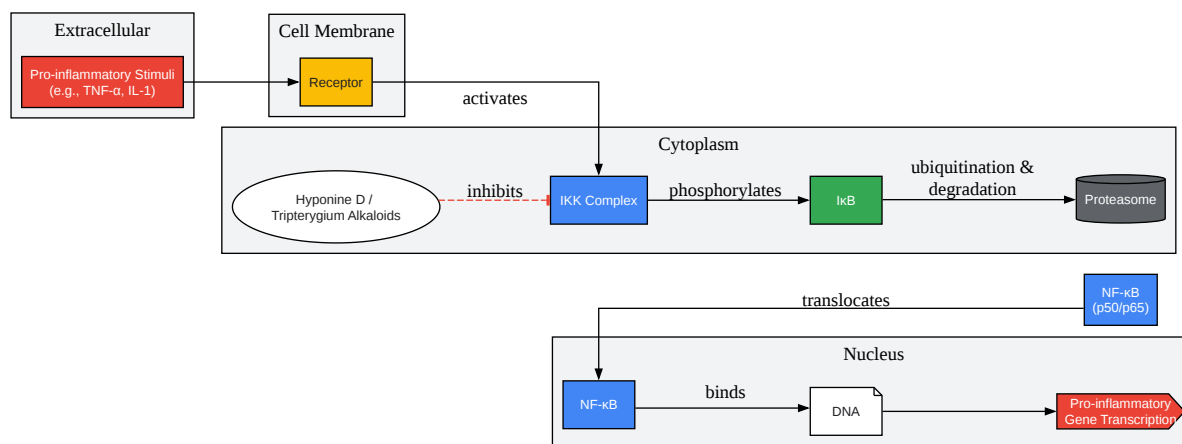 Extracellular
Pro-inflammatory Stimuli
(e.g., TNF-α, IL-1)
Cell Membrane
Receptor
activates
Cytoplasm
Hyponine D /
Tripterygium Alkaloids
inhibits
IKK Complex
phosphorylates
IκB
ubiquitination &
degradation
Proteasome
NF-κB
(p50/p65)
translocates
Nucleus
NF-κB
binds
DNA
Pro-inflammatory
Gene Transcription